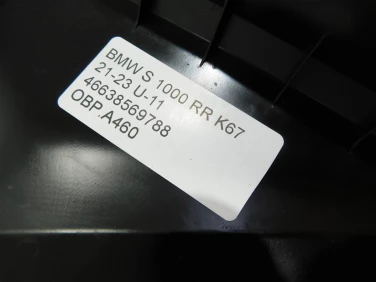 BMW S 1000 RR K67
21-23 U-11
46638569788
OBP.A460